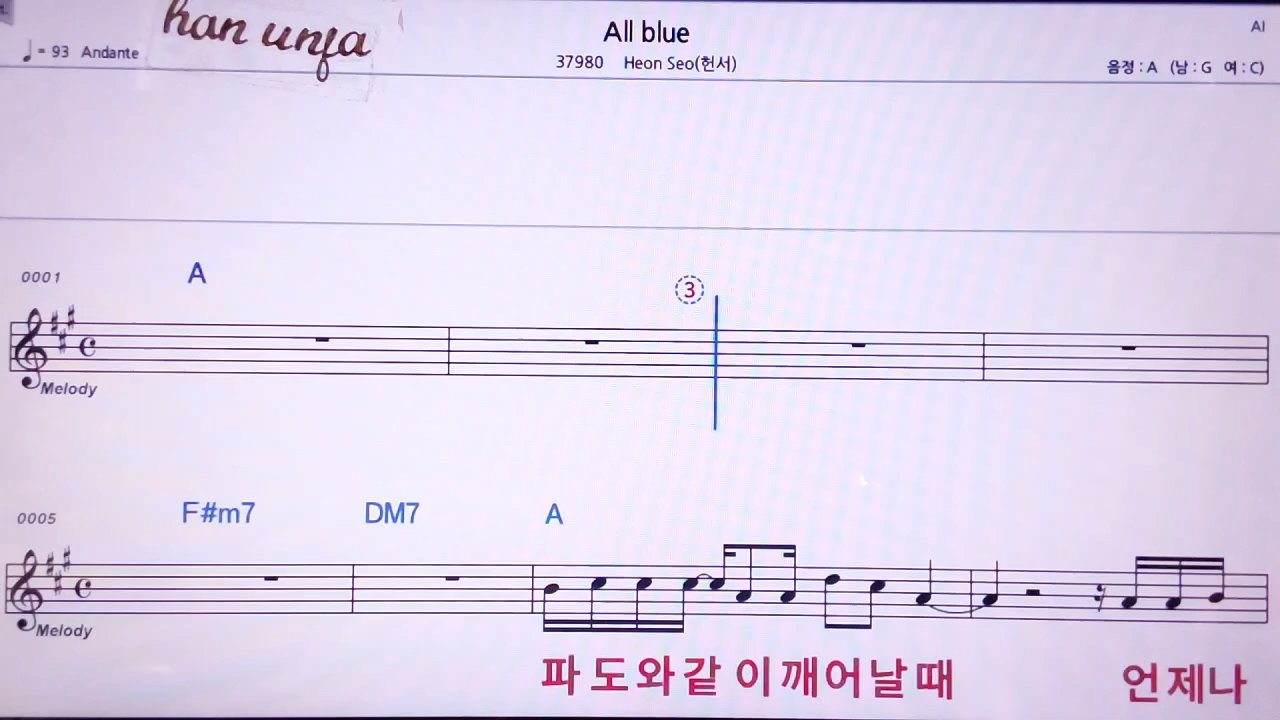 han unja
All blue
AI
♩ = 93 Andante
37980 Heon Seo(헌서)
음정 : A (남 : G 여 : C)
0001
A
3
Melody
0005
F#m7 DM7 A
Melody
파 도 와 같 이 깨 어 날 때 언 제 나